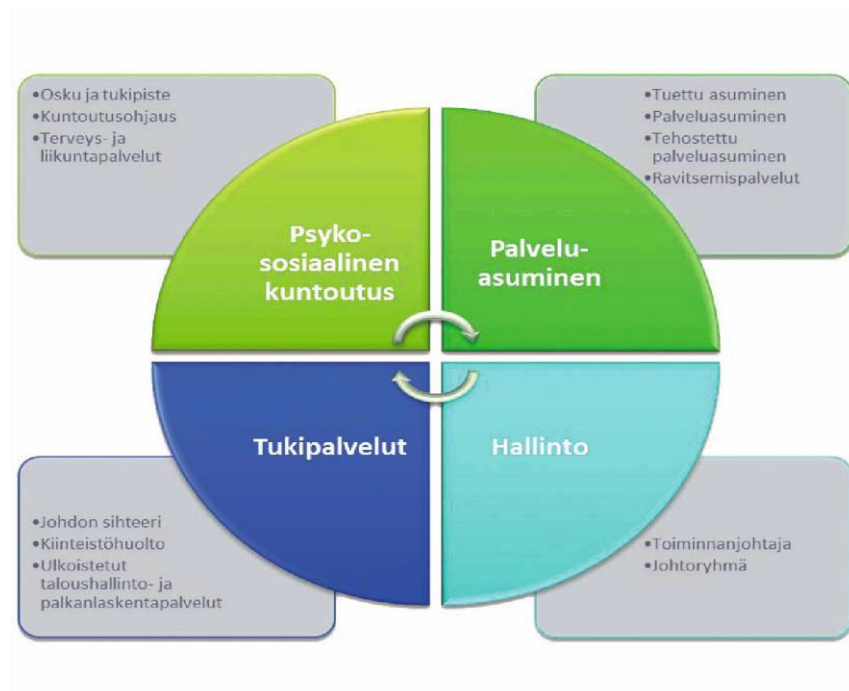 •Osku ja tukipiste
•Kuntoutusohjaus
•Terveys- ja
liikuntapalvelut
•Tuettu asuminen
•Palveluasuminen
•Tehostettu
palveluasuminen
•Ravitsemispalvelut
Psyko-
sosiaalinen
kuntoutus
Palvelu-
asuminen
Tukipalvelut
Hallinto
•Johdon sihteeri
•Kiinteistöhuolto
•Ulkoistetut
taloushallinto- ja
palkanlaskentapalvelut
•Toiminnanjohtaja
•Johtoryhmä